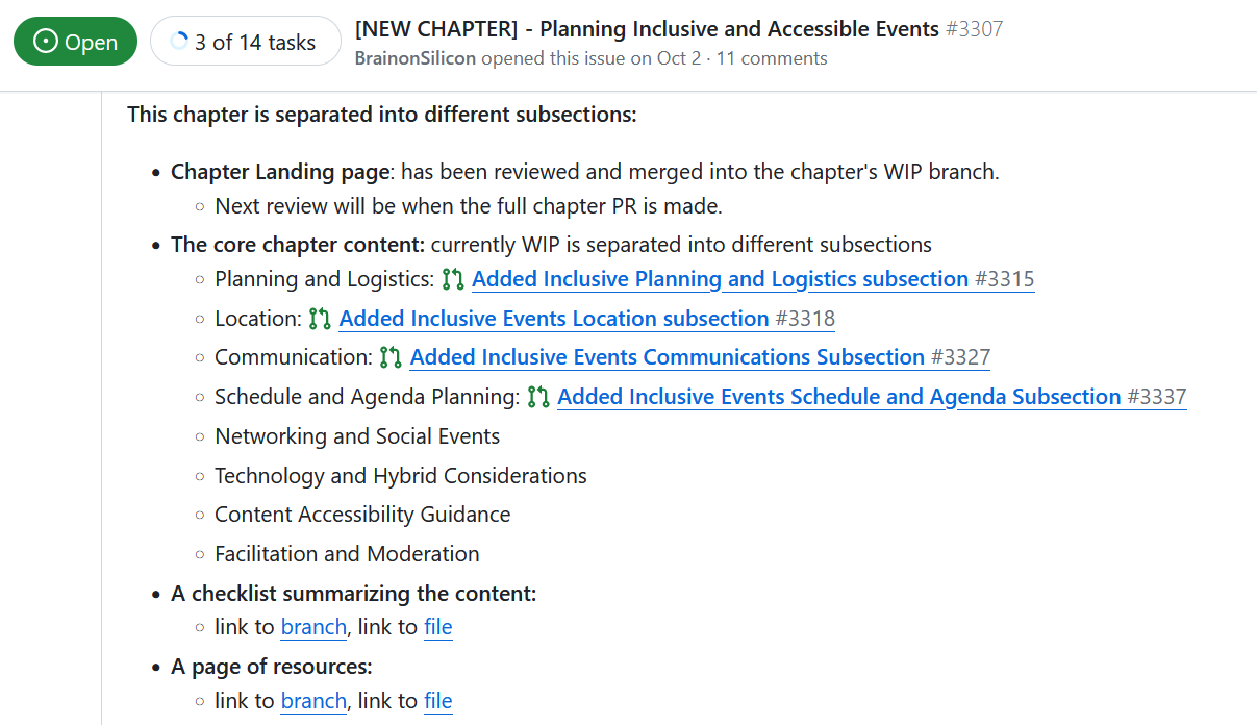 Open
3 of 14 tasks
[NEW CHAPTER] - Planning Inclusive and Accessible Events #3307
BrainonSilicon opened this issue on Oct 2 · 11 comments
This chapter is separated into different subsections:
Chapter Landing page: has been reviewed and merged into the chapter's WIP branch.
Next review will be when the full chapter PR is made.
The core chapter content: currently WIP is separated into different subsections
Planning and Logistics: Added Inclusive Planning and Logistics subsection #3315
Location: Added Inclusive Events Location subsection #3318
Communication: Added Inclusive Events Communications Subsection #3327
Schedule and Agenda Planning: Added Inclusive Events Schedule and Agenda Subsection #3337
Networking and Social Events
Technology and Hybrid Considerations
Content Accessibility Guidance
Facilitation and Moderation
A checklist summarizing the content:
link to branch, link to file
A page of resources:
link to branch, link to file